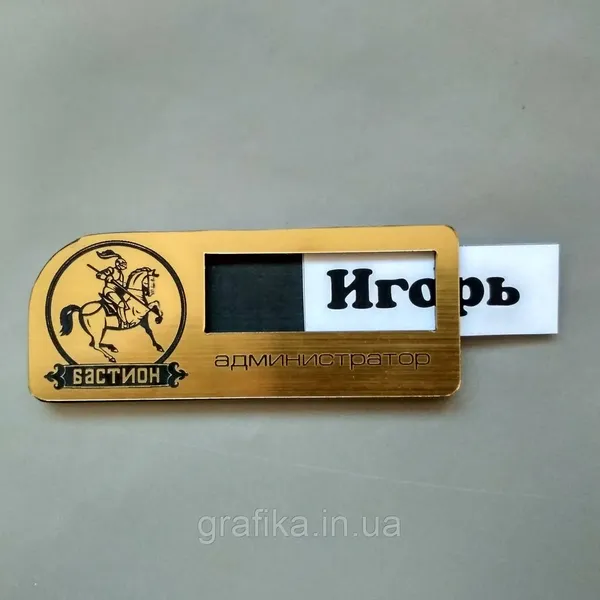 Игорь
администратор
БАСТИОН
grafika.in.ua